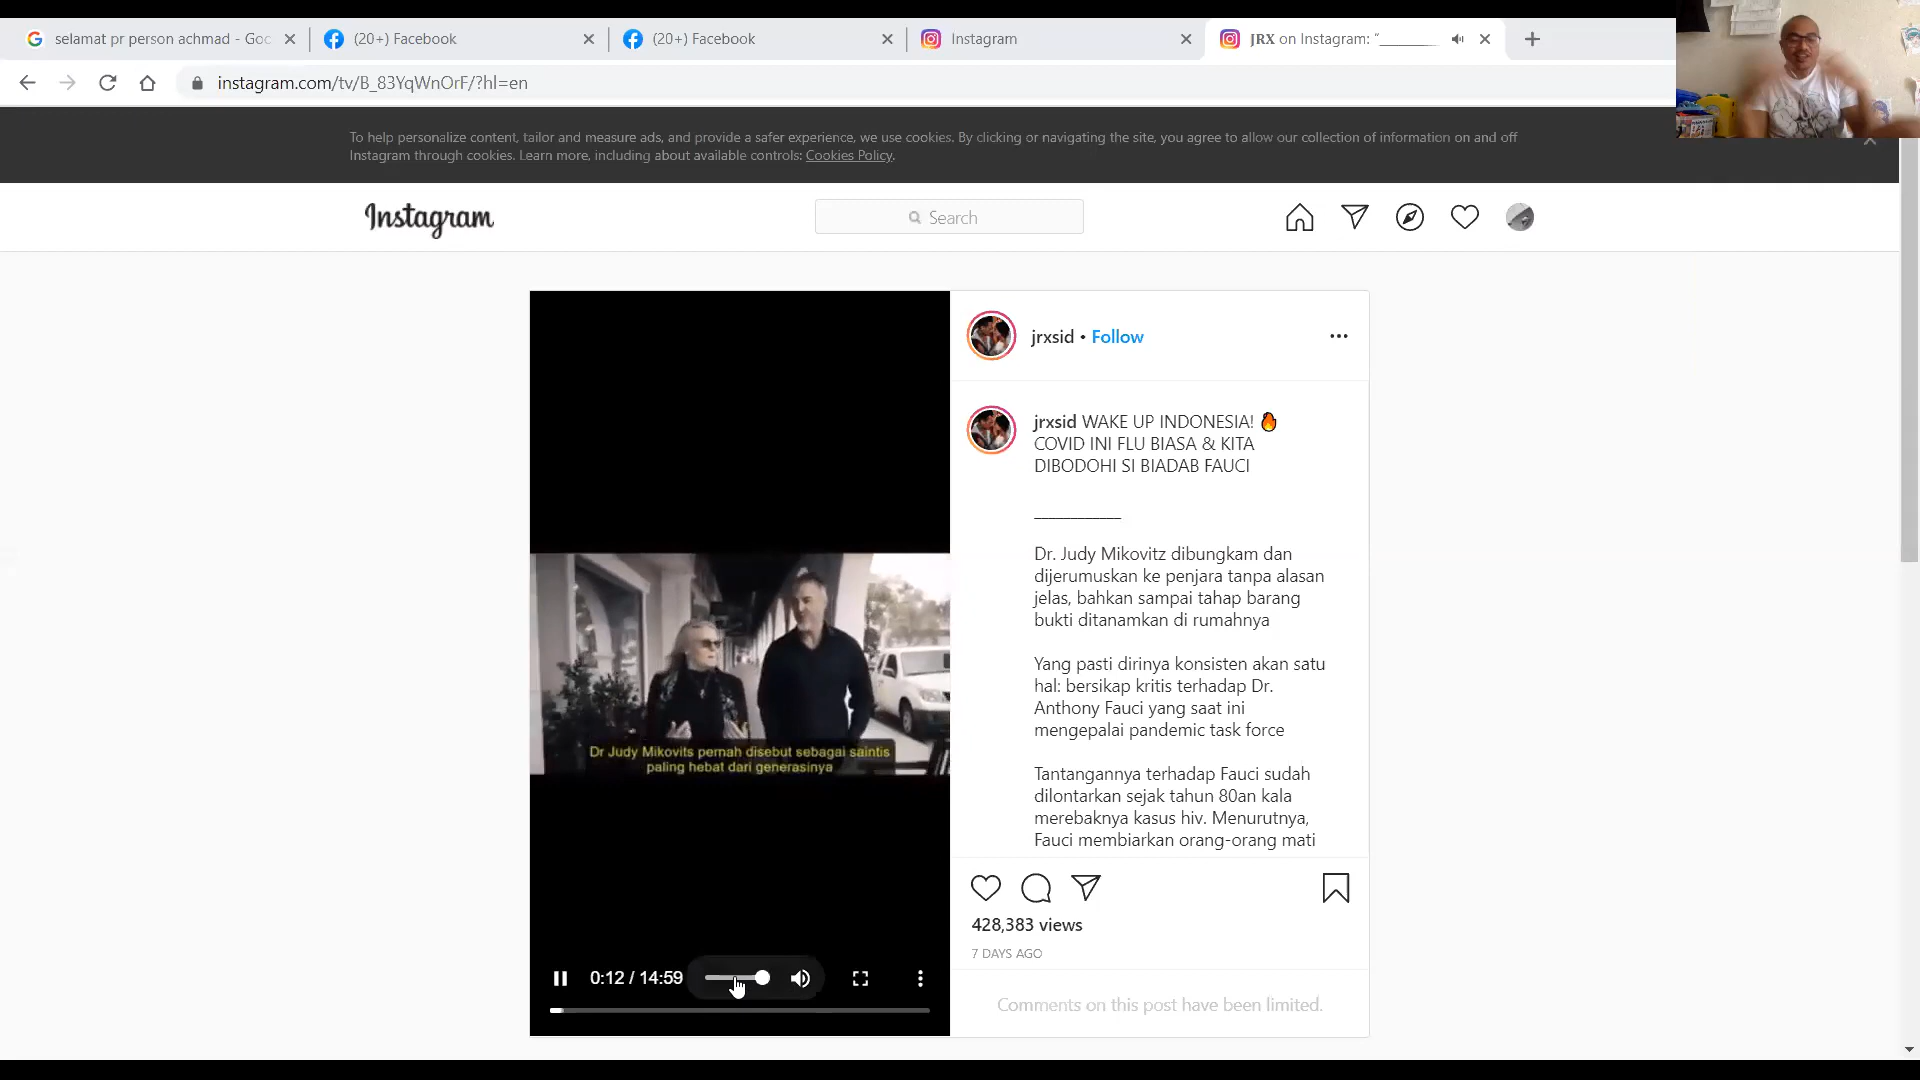 selamat pr person achmad - Goc
(20+) Facebook
(20+) Facebook
Instagram
JRX on Instagram: “________
instagram.com/tv/B_83YqWnOrF/?hl=en
To help personalize content, tailor and measure ads, and provide a safer experience, we use cookies. By clicking or navigating the site, you agree to allow our collection of information on and off
Instagram through cookies. Learn more, including about available controls: Cookies Policy.
Instagram
Search
jrxsid • Follow
jrxsid WAKE UP INDONESIA! 🔥
COVID INI FLU BIASA & KITA
DIBODOHI SI BIADAB FAUCI
___________
Dr. Judy Mikovitz dibungkam dan
dijerumuskan ke penjara tanpa alasan
jelas, bahkan sampai tahap barang
bukti ditanamkan di rumahnya
Yang pasti dirinya konsisten akan satu
hal: bersikap kritis terhadap Dr.
Anthony Fauci yang saat ini
mengepalai pandemic task force
Tantangannya terhadap Fauci sudah
dilontarkan sejak tahun 80an kala
merebaknya kasus hiv. Menurutnya,
Fauci membiarkan orang-orang mati
Dr Judy Mikovits pernah disebut sebagai saintis
paling hebat dari generasinya
0:12 / 14:59
428,383 views
7 DAYS AGO
Comments on this post have been limited.